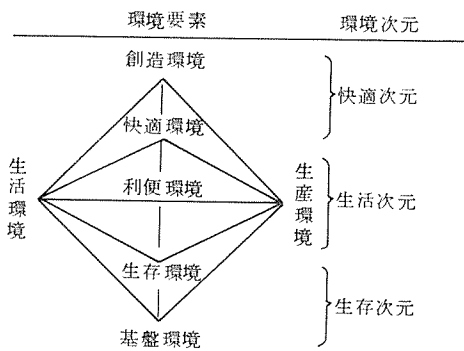 環境要素 環境次元
創造環境
快適次元
快適環境
生活環境
利便環境
生産環境
生活次元
生存環境
生存次元
基盤環境